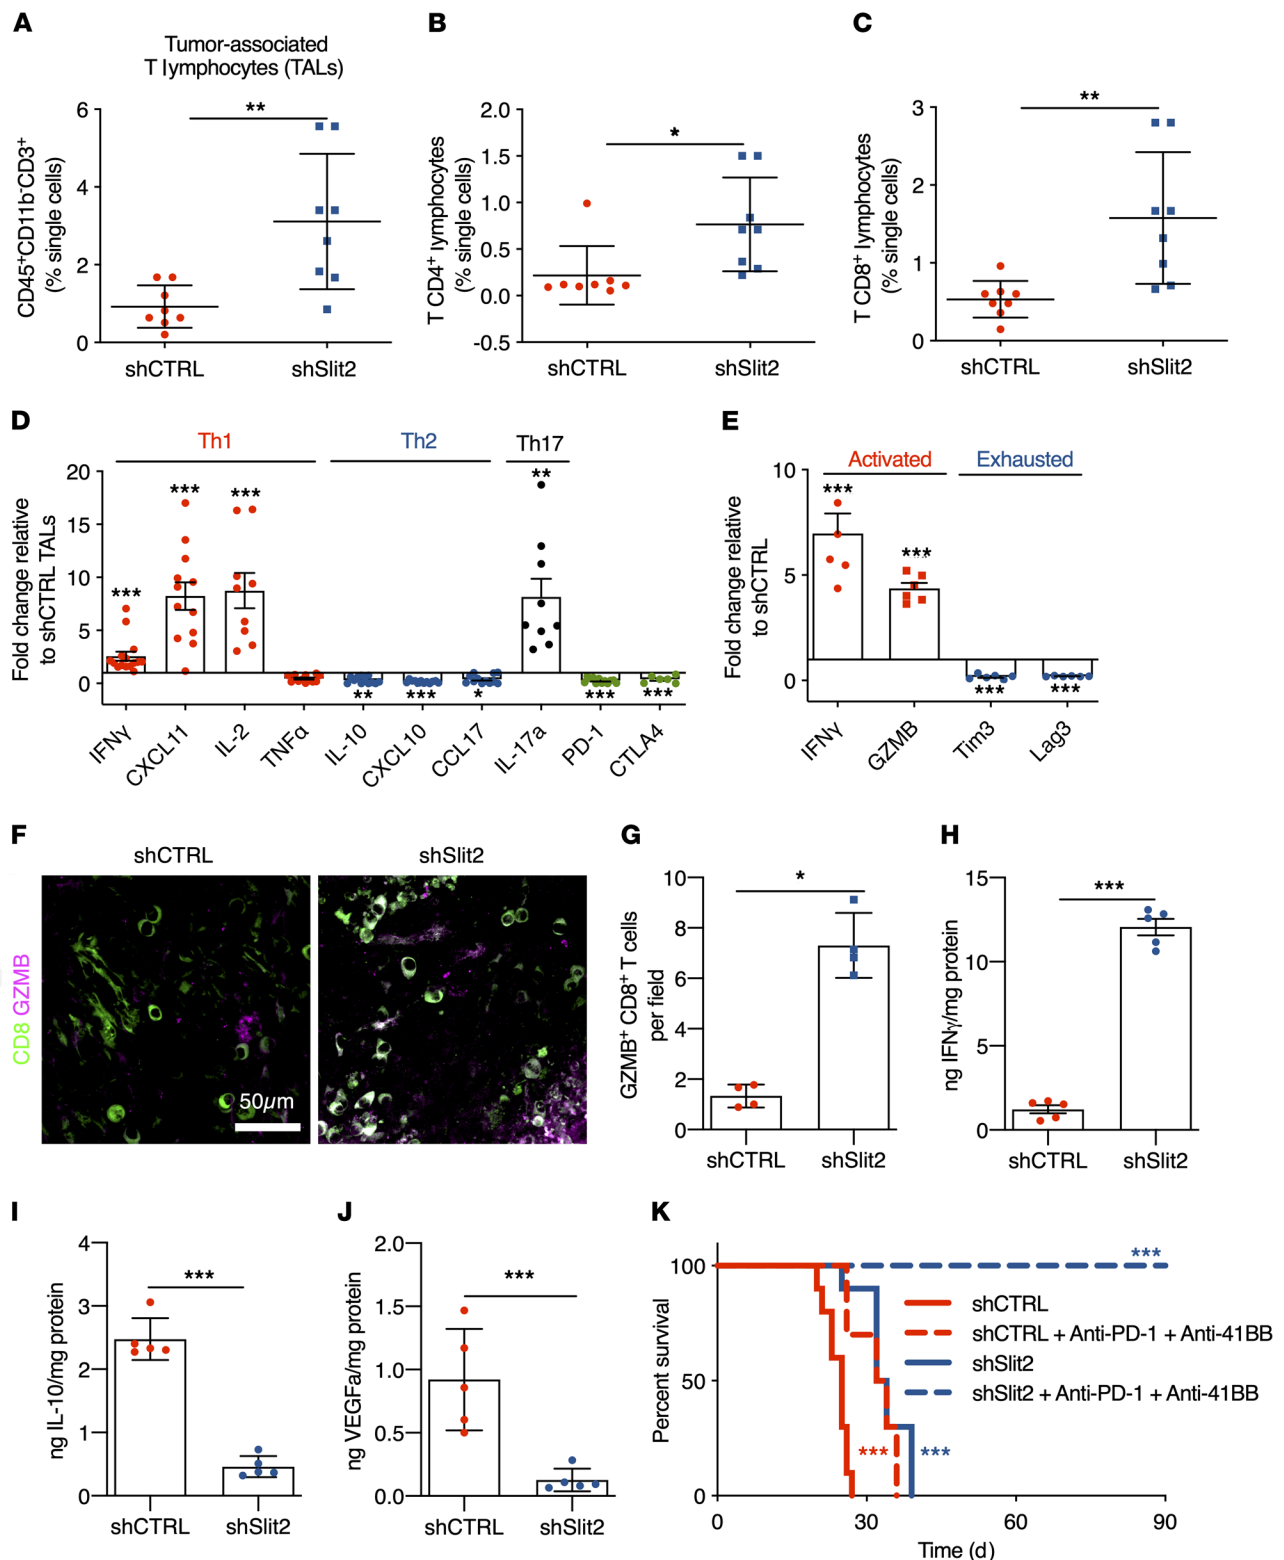 A
Tumor-associated
T lymphocytes (TALs)
CD45⁺CD11b⁻CD3⁺
(% single cells)
6
4
2
0
**
shCTRL
shSlit2
B
T CD4⁺ lymphocytes
(% single cells)
2.0
1.5
1.0
0.5
0.0
-0.5
*
shCTRL
shSlit2
C
T CD8⁺ lymphocytes
(% single cells)
3
2
1
0
**
shCTRL
shSlit2
D
Th1
Th2
Th17
Fold change relative
to shCTRL TALs
20
15
10
5
0
***
***
***
**
***
*
**
***
***
IFNγ
CXCL11
IL-2
TNFα
IL-10
CXCL10
CCL17
IL-17a
PD-1
CTLA4
E
Activated
Exhausted
Fold change relative
to shCTRL
10
5
0
***
***
***
***
IFNγ
GZMB
Tim3
Lag3
F
shCTRL
shSlit2
CD8 GZMB
50μm
G
GZMB⁺ CD8⁺ T cells
per field
10
8
6
4
2
0
*
shCTRL
shSlit2
H
ng IFNγ/mg protein
15
10
5
0
***
shCTRL
shSlit2
I
ng IL-10/mg protein
4
3
2
1
0
***
shCTRL
shSlit2
J
ng VEGFa/mg protein
2.0
1.5
1.0
0.5
0.0
***
shCTRL
shSlit2
K
Percent survival
100
50
0
***
shCTRL
shCTRL + Anti-PD-1 + Anti-41BB
shSlit2
shSlit2 + Anti-PD-1 + Anti-41BB
***
***
0
30
60
90
Time (d)